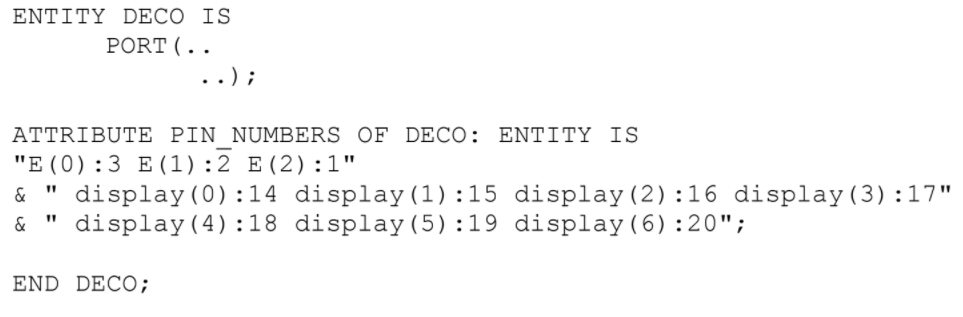 ENTITY DECO IS
PORT(..
..);
ATTRIBUTE PIN_NUMBERS OF DECO: ENTITY IS
"E(0):3 E(1):2 E(2):1"
& " display(0):14 display(1):15 display(2):16 display(3):17"
& " display(4):18 display(5):19 display(6):20";
END DECO;